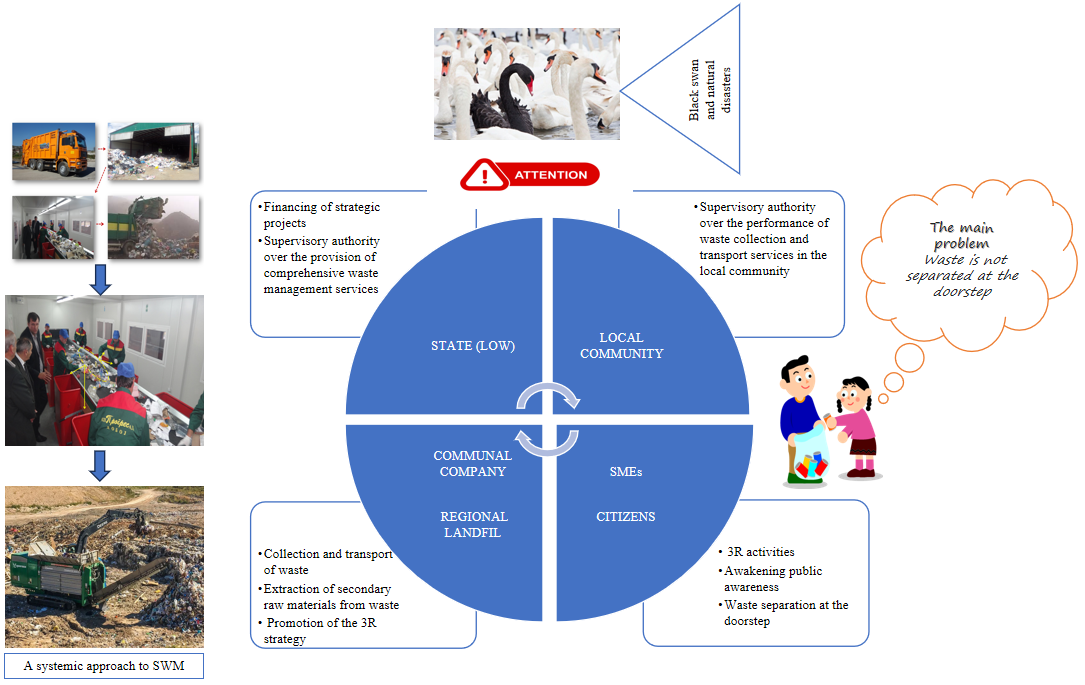 Black swan
and natural
disasters
ATTENTION
•Financing of strategic
projects
•Supervisory authority
over the provision of
comprehensive waste
management services
•Supervisory authority
over the performance of
waste collection and
transport services in the
local community
The main
problem
Waste is not
separated at the
doorstep
STATE (LOW)
LOCAL
COMMUNITY
COMMUNAL
COMPANY
REGIONAL
LANDFIL
SMEs
CITIZENS
•Collection and transport
of waste
•Extraction of secondary
raw materials from waste
• Promotion of the 3R
strategy
• 3R activities
•Awakening public
awareness
•Waste separation at the
doorstep
A systemic approach to SWM